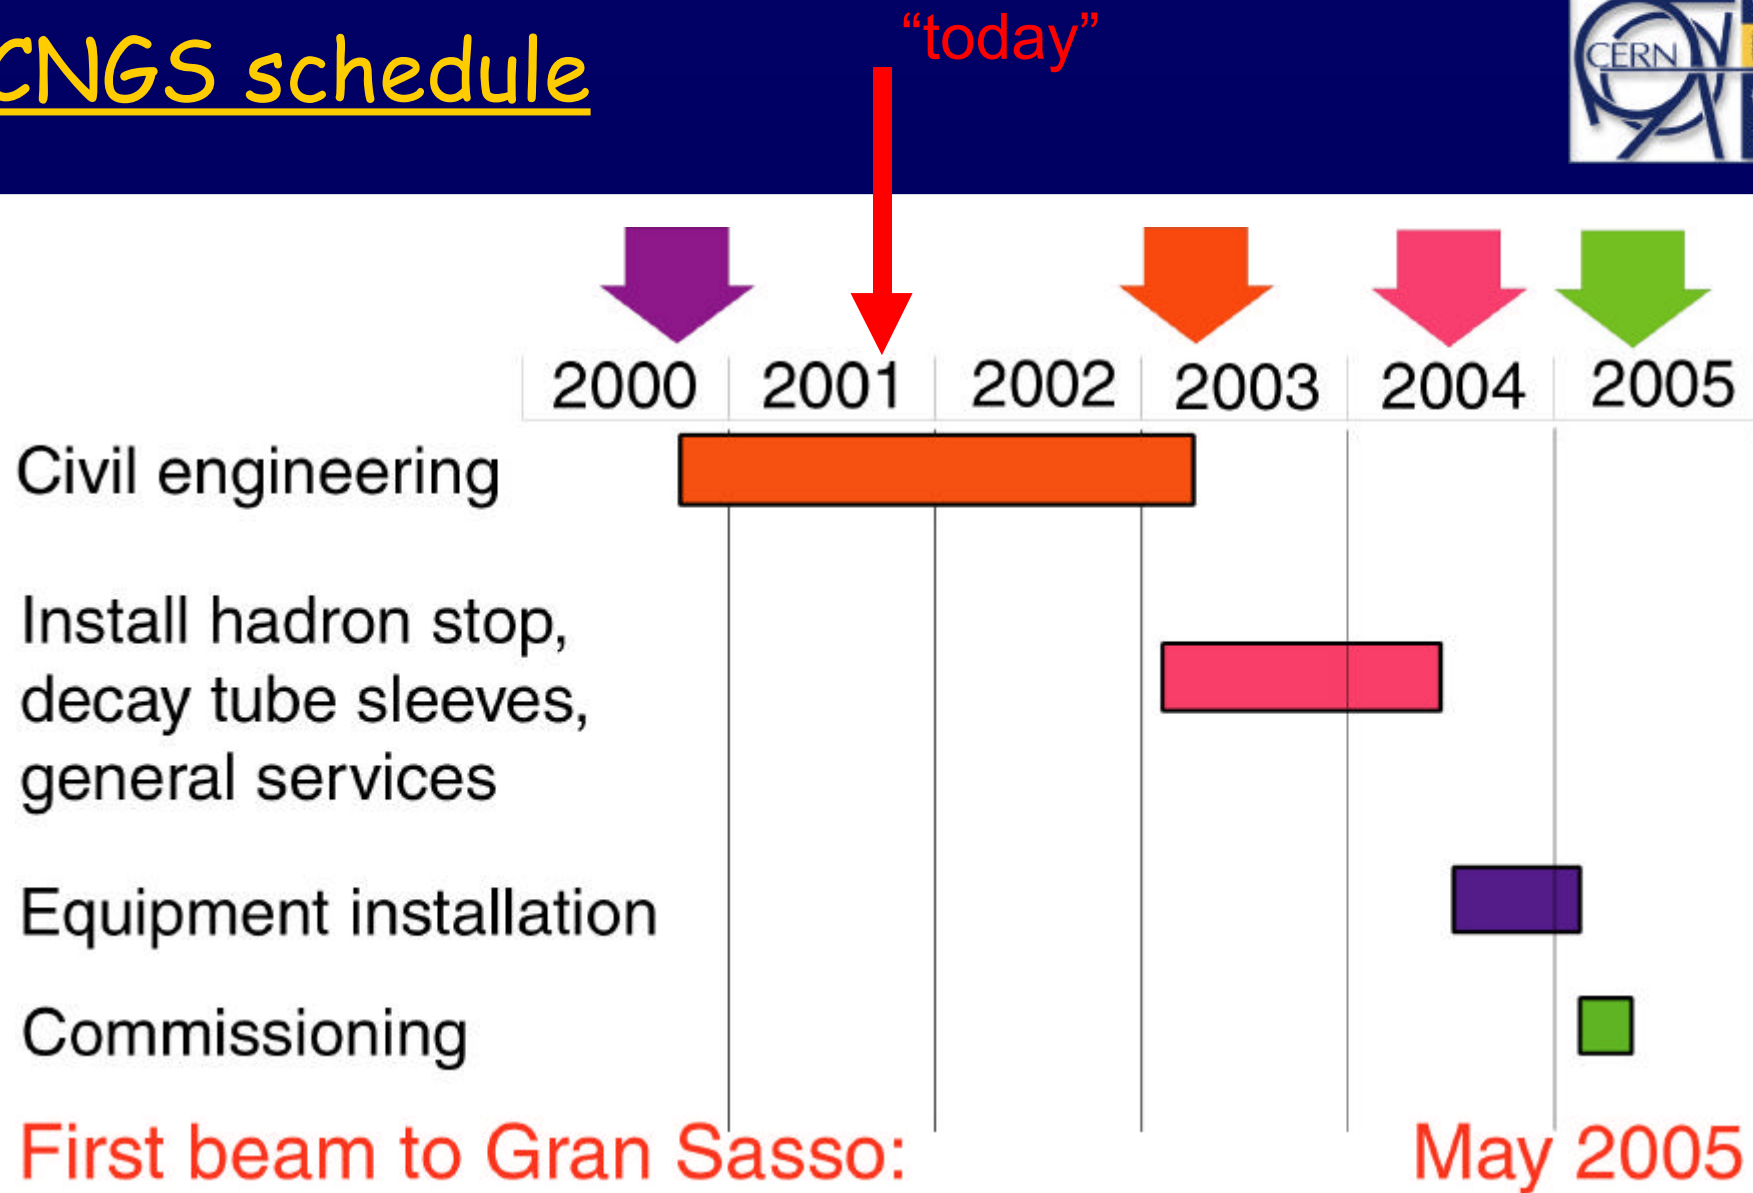 CNGS schedule
“today”
CERN
2000 2001 2002 2003 2004 2005
Civil engineering
Install hadron stop,
decay tube sleeves,
general services
Equipment installation
Commissioning
First beam to Gran Sasso: May 2005